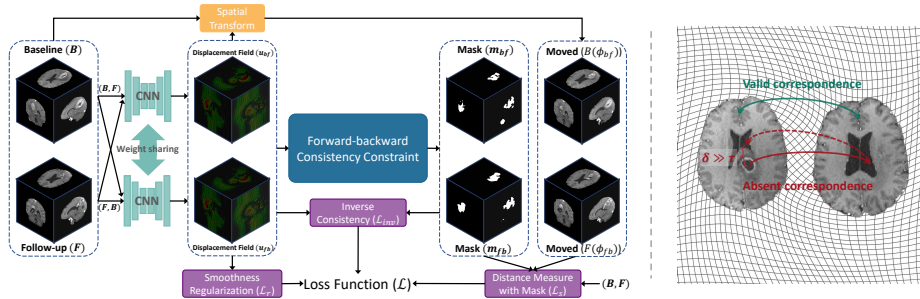 Spatial
Transform
Baseline (B)
Displacement Field (u_bf)
Mask (m_bf)
Moved (B(ϕ_bf))
(B, F)
CNN
Weight sharing
CNN
(F, B)
Follow-up (F)
Displacement Field (u_fb)
Forward-backward
Consistency Constraint
Inverse
Consistency (ℒ_inv)
Mask (m_fb)
Moved (F(ϕ_fb))
Smoothness
Regularization (ℒ_r)
Loss Function (ℒ)
Distance Measure
with Mask (ℒ_s)
(B, F)
Valid correspondence
δ ≫ τ
Absent correspondence